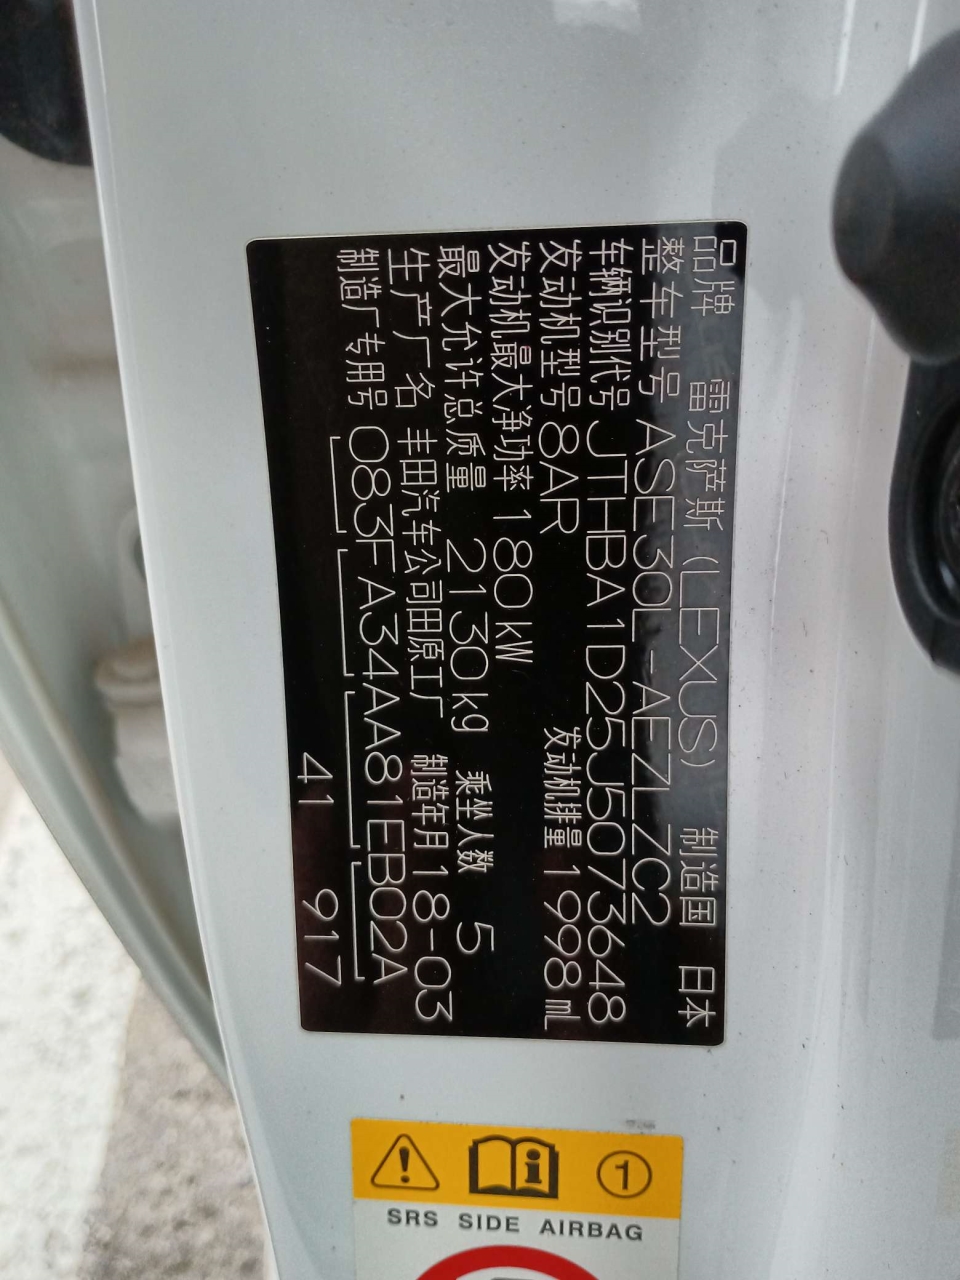 品牌 雷克萨斯 (LEXUS) 制造国 日本
整车型号 ASE30L-AEZLZC2
车辆识别代号 JTHBA1D25J5073648
发动机型号 8AR 发动机排量 1998mL
发动机最大净功率 180kW
最大允许总质量 2130kg 乘坐人数 5
生产厂名 丰田汽车公司田原工厂 制造年月 18-03
制造厂专用号 083FA34AA81EB02A
41 917
1
SRS SIDE AIRBAG